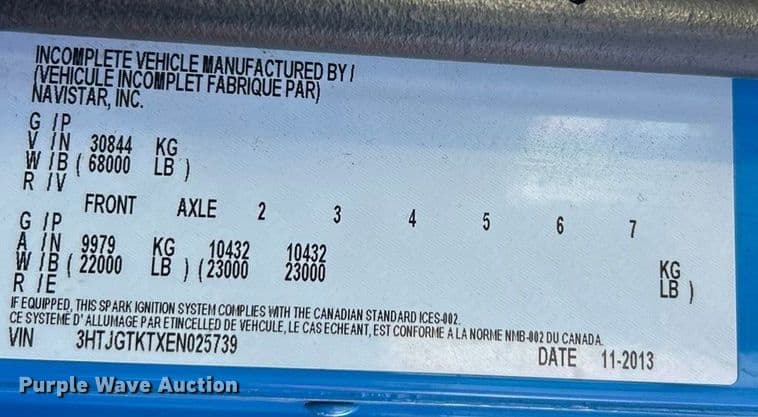 INCOMPLETE VEHICLE MANUFACTURED BY /
(VEHICULE INCOMPLET FABRIQUE PAR)
NAVISTAR, INC.
G /P
V /N 30844 KG
W /B ( 68000 LB )
R /V
FRONT AXLE 2 3 4 5 6 7
G /P
A /N 9979 KG 10432 10432 KG
W /B ( 22000 LB ) ( 23000 23000 LB )
R /E
IF EQUIPPED, THIS SPARK IGNITION SYSTEM COMPLIES WITH THE CANADIAN STANDARD ICES-002.
CE SYSTEME D' ALLUMAGE PAR ETINCELLED DE VEHCULE, LE CAS ECHEANT, EST CONFORME A LA NORME NMB-002 DU CANADA.
VIN 3HTJGTKTXEN025739 DATE 11-2013
Purple Wave Auction